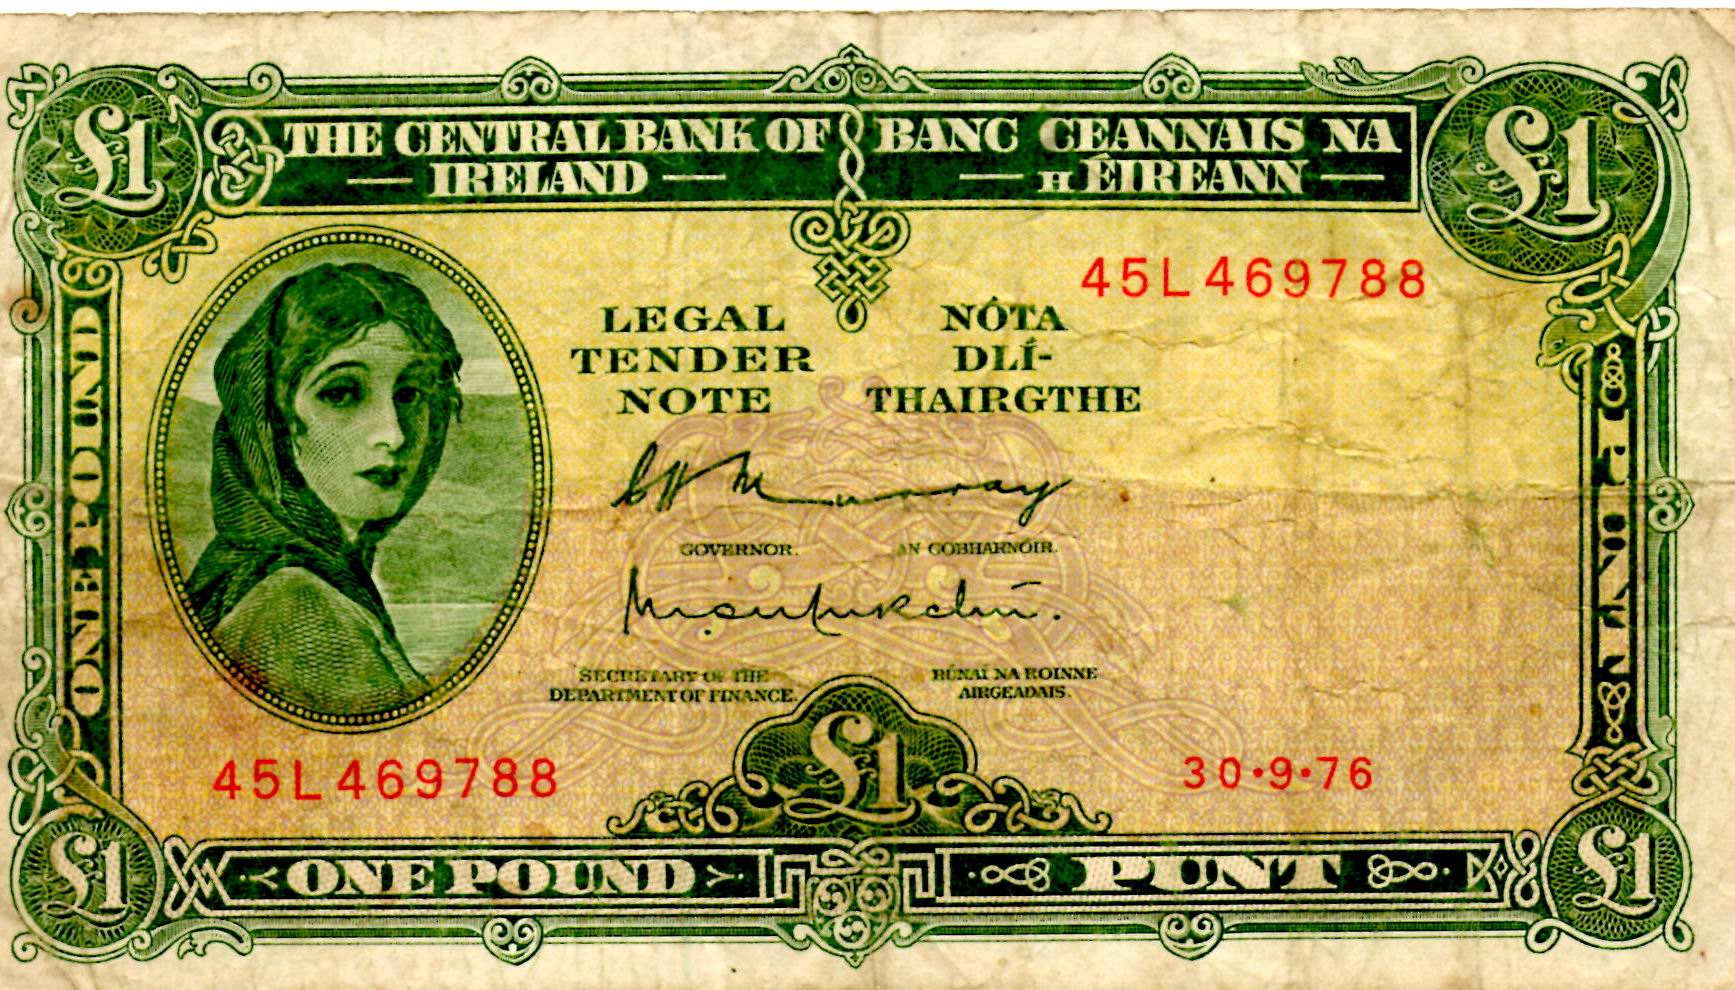 £1
£1
THE CENTRAL BANK OF
— IRELAND —
BANC CEANNAIS NA
— H ÉIREANN —
45L 469788
LEGAL
TENDER
NOTE
NÓTA
DLÍ-
THAIRGTHE
ONE POUND
GOVERNOR.
AN GOBHARNÓIR.
C H Murray
SECRETARY OF THE
DEPARTMENT OF FINANCE.
RÚNAÍ NA ROINNE
AIRGEADAIS.
45L 469788
£1
30·9·76
£1
ONE POUND
PUNT
£1